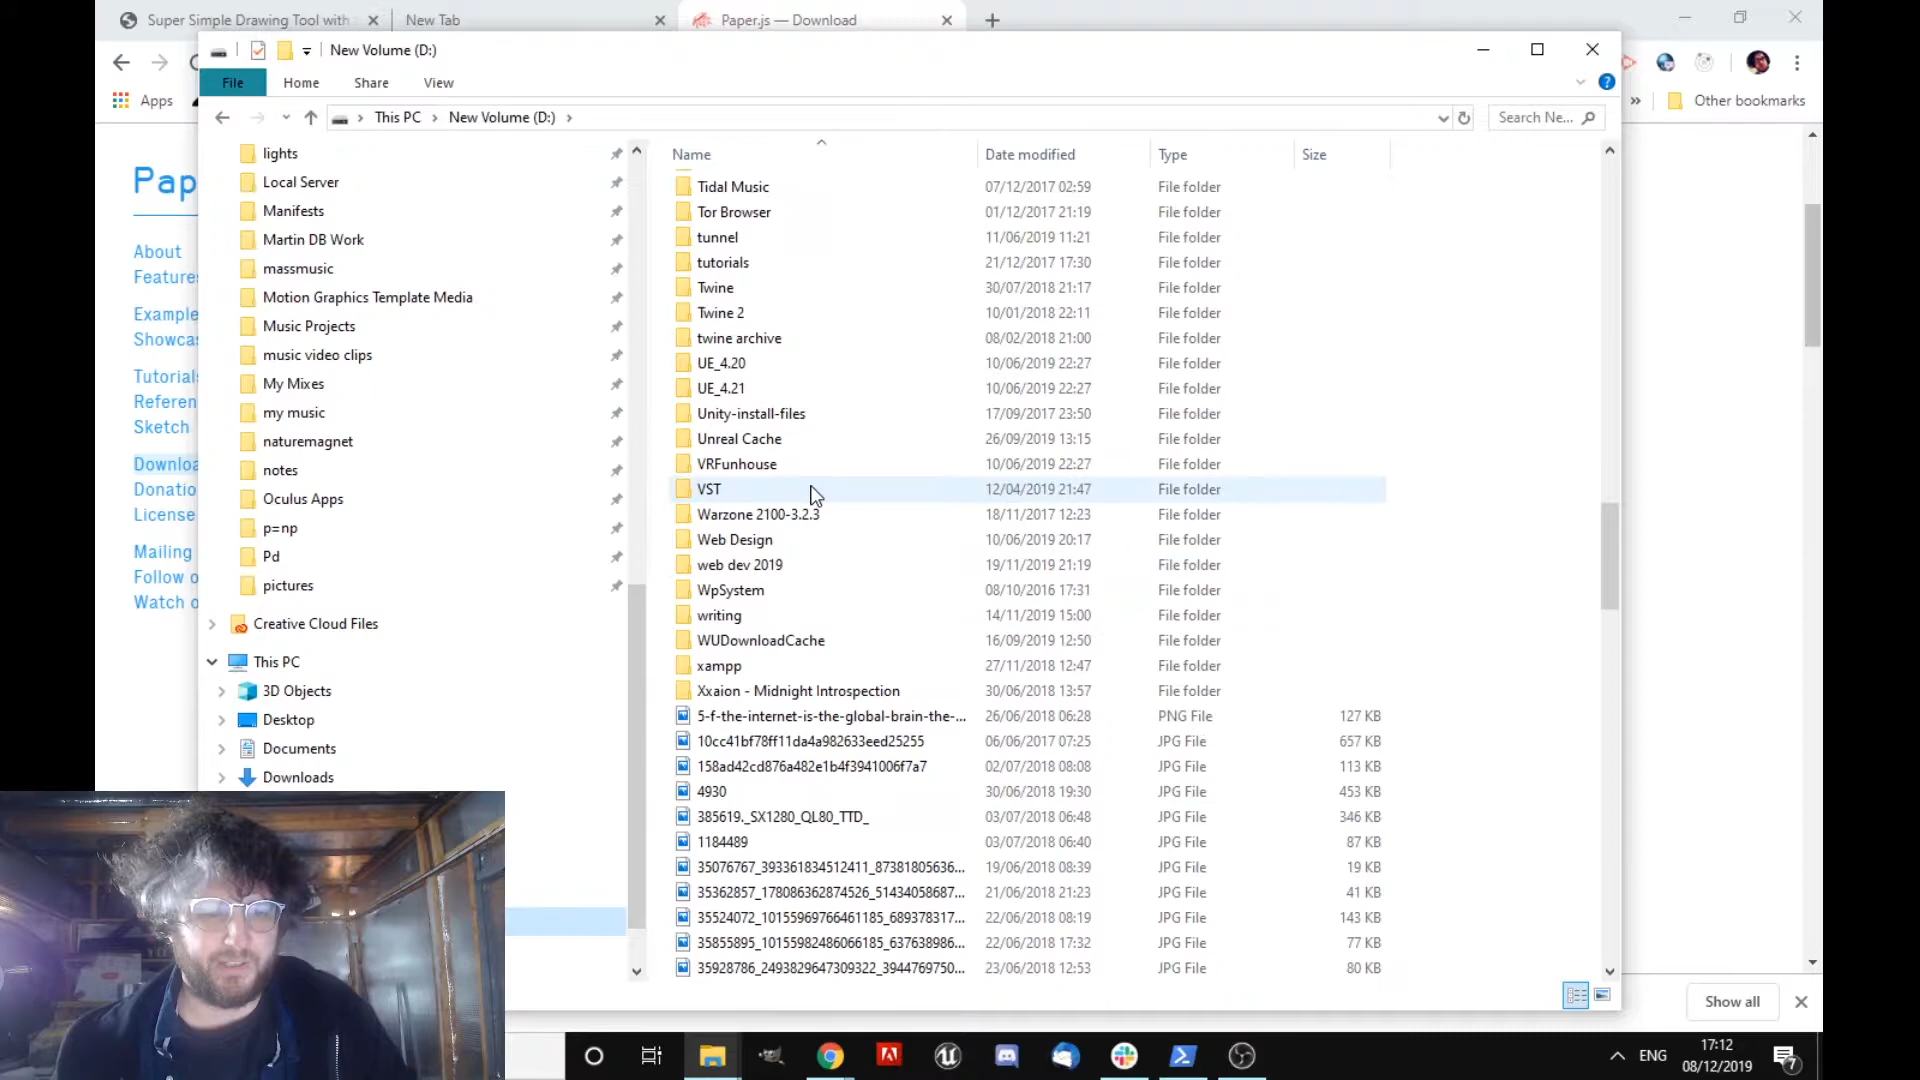 Super Simple Drawing Tool with
New Tab
Paper.js — Download
New Volume (D:)
File
Home
Share
View
Apps
Other bookmarks
This PC
New Volume (D:)
Search Ne...
Pap
About
Features
Example
Showcas
Tutorials
Referen
Sketch
Downloa
Donatio
License
Mailing
Follow o
Watch o
lights
Local Server
Manifests
Martin DB Work
massmusic
Motion Graphics Template Media
Music Projects
music video clips
My Mixes
my music
naturemagnet
notes
Oculus Apps
p=np
Pd
pictures
Creative Cloud Files
This PC
3D Objects
Desktop
Documents
Downloads
Name Date modified Type Size
Tidal Music 07/12/2017 02:59 File folder
Tor Browser 01/12/2017 21:19 File folder
tunnel 11/06/2019 11:21 File folder
tutorials 21/12/2017 17:30 File folder
Twine 30/07/2018 21:17 File folder
Twine 2 10/01/2018 22:11 File folder
twine archive 08/02/2018 21:00 File folder
UE_4.20 10/06/2019 22:27 File folder
UE_4.21 10/06/2019 22:27 File folder
Unity-install-files 17/09/2017 23:50 File folder
Unreal Cache 26/09/2019 13:15 File folder
VRFunhouse 10/06/2019 22:27 File folder
VST 12/04/2019 21:47 File folder
Warzone 2100-3.2.3 18/11/2017 12:23 File folder
Web Design 10/06/2019 20:17 File folder
web dev 2019 19/11/2019 21:19 File folder
WpSystem 08/10/2016 17:31 File folder
writing 14/11/2019 15:00 File folder
WUDownloadCache 16/09/2019 12:50 File folder
xampp 27/11/2018 12:47 File folder
Xxaion - Midnight Introspection 30/06/2018 13:57 File folder
5-f-the-internet-is-the-global-brain-the-... 26/06/2018 06:28 PNG File 127 KB
10cc41bf78ff11da4a982633eed25255 06/06/2017 07:25 JPG File 657 KB
158ad42cd876a482e1b4f3941006f7a7 02/07/2018 08:08 JPG File 113 KB
4930 30/06/2018 19:30 JPG File 453 KB
385619._SX1280_QL80_TTD_ 03/07/2018 06:48 JPG File 346 KB
1184489 03/07/2018 06:40 JPG File 87 KB
35076767_393361834512411_87381805636... 19/06/2018 08:39 JPG File 19 KB
35362857_178086362874526_51434058687... 21/06/2018 21:23 JPG File 41 KB
35524072_10155969766461185_689378317... 22/06/2018 08:19 JPG File 143 KB
35855895_10155982486066185_637638986... 22/06/2018 17:32 JPG File 77 KB
35928786_2493829647309322_3944769750... 23/06/2018 12:53 JPG File 80 KB
Show all
ENG
17:12
08/12/2019
7